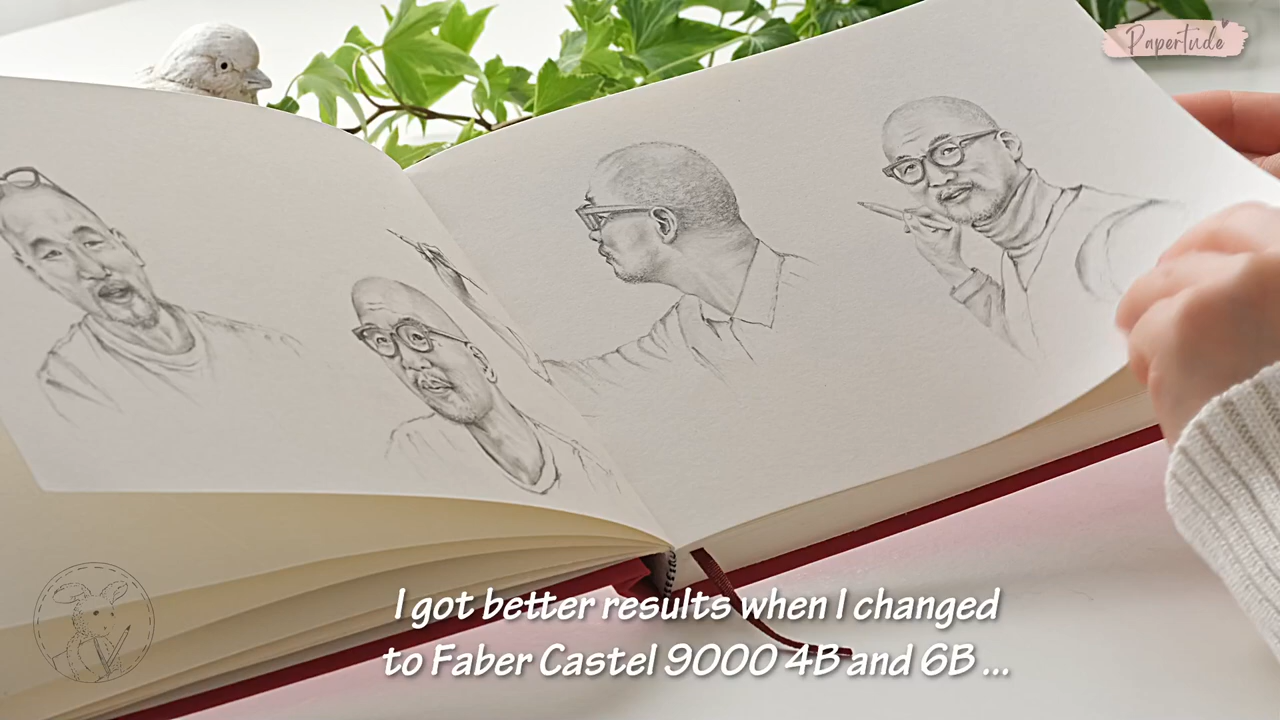 Papertude
I got better results when I changed
to Faber Castel 9000 4B and 6B ...